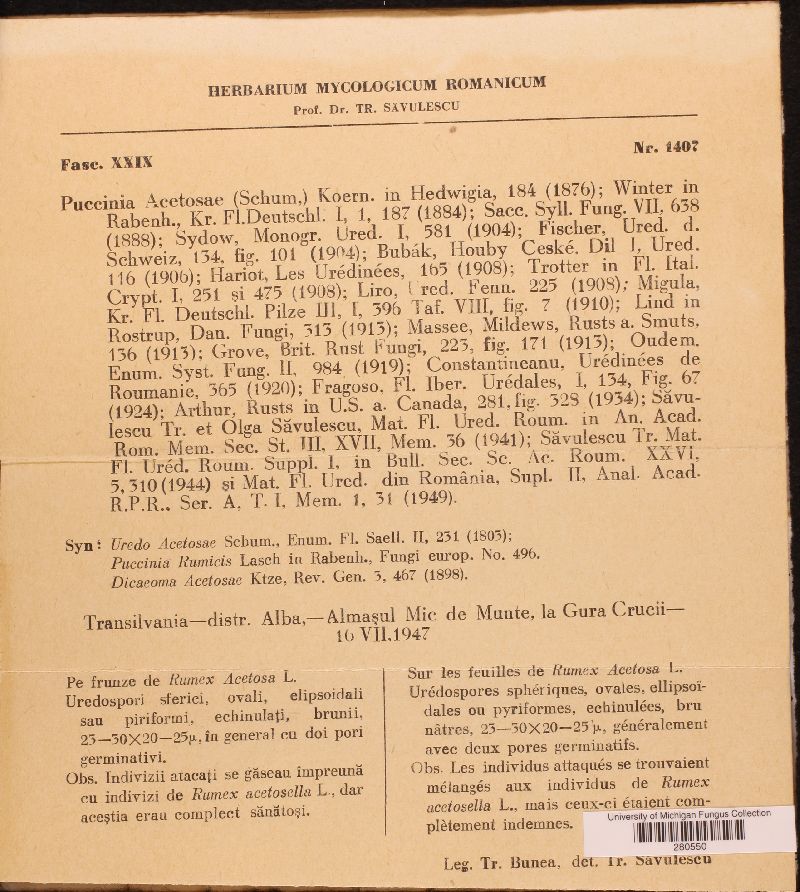 HERBARIUM MYCOLOGICUM ROMANICUM
Prof. Dr. TR. SĂVULESCU
Fasc. XXIX
Nr. 1407
Puccinia Acetosae (Schum,) Koern. in Hedwigia, 184 (1876); Winter in
Rabenh., Kr. Fl.Deutschl. I, 1, 187 (1884); Sacc. Syll. Fung. VII, 638
(1888); Sydow, Monogr. Ured. I, 581 (1904); Fischer, Ured. d.
Schweiz, 134, fig. 101 (1904); Bubák, Houby Ceské. Dil I, Ured.
116 (1906); Hariot, Les Urédinées, 165 (1908); Trotter in Fl. Ital.
Crypt. I, 251 și 475 (1908); Liro, Ured. Fenn. 225 (1908); Migula,
Kr. Fl. Deutschl. Pilze III, I, 396 Taf. VIII, fig. 7 (1910); Lind in
Rostrup, Dan. Fungi, 313 (1913); Massee, Mildews, Rusts a. Smuts,
136 (1913); Grove, Brit. Rust Fungi, 223, fig. 171 (1913); Oudem.
Enum. Syst. Fung. II, 984 (1919); Constantineanu, Urédinées de
Roumanie, 365 (1920); Fragoso, Fl. Iber. Urédales, I, 134, Fig. 67
(1924); Arthur, Rusts in U.S. a. Canada, 281, fig. 328 (1934); Săvu-
lescu Tr. et Olga Săvulescu, Mat. Fl. Ured. Roum. in An. Acad.
Rom. Mem. Sec. St. III, XVII, Mem. 36 (1941); Săvulescu Tr. Mat.
Fl. Uréd. Roum. Suppl. I, in Bull. Sec. Sc. Ac. Roum. XXVI,
5,310 (1944) și Mat. Fl. Ured. din România, Supl. II, Anal. Acad.
R.P.R., Ser. A, T. I, Mem. 1, 31 (1949).
Syn: Uredo Acetosae Schum., Enum. Fl. Saell. II, 231 (1803);
Puccinia Rumicis Lasch in Rabenh., Fungi europ. No. 496.
Dicaeoma Acetosae Ktze, Rev. Gen. 3, 467 (1898).
Transilvania—distr. Alba,—Almașul Mic de Munte, la Gura Crucii—
10 VII.1947
Pe frunze de Rumex Acetosa L.
Uredospori sferici, ovali, elipsoidali
sau piriformi, echinulați, brunii,
23—30×20—25μ, în general cu doi pori
germinativi.
Obs. Indivizii atacați se găseau împreună
cu indivizi de Rumex acetosella L., dar
aceștia erau complect sănătoși.
Sur les feuilles de Rumex Acetosa L.
Urédospores sphériques, ovales, ellipsoï-
dales ou pyriformes, echinulées, bru
nâtres, 23—30×20—25 μ, généralement
avec deux pores germinatifs.
Obs. Les individus attaqués se trouvaient
mélangés aux individus de Rumex
acetosella L., mais ceux-ci étaient com-
plètement indemnes.
University of Michigan Fungus Collection
280550
Leg. Tr. Bunea, det. Tr. Săvulescu